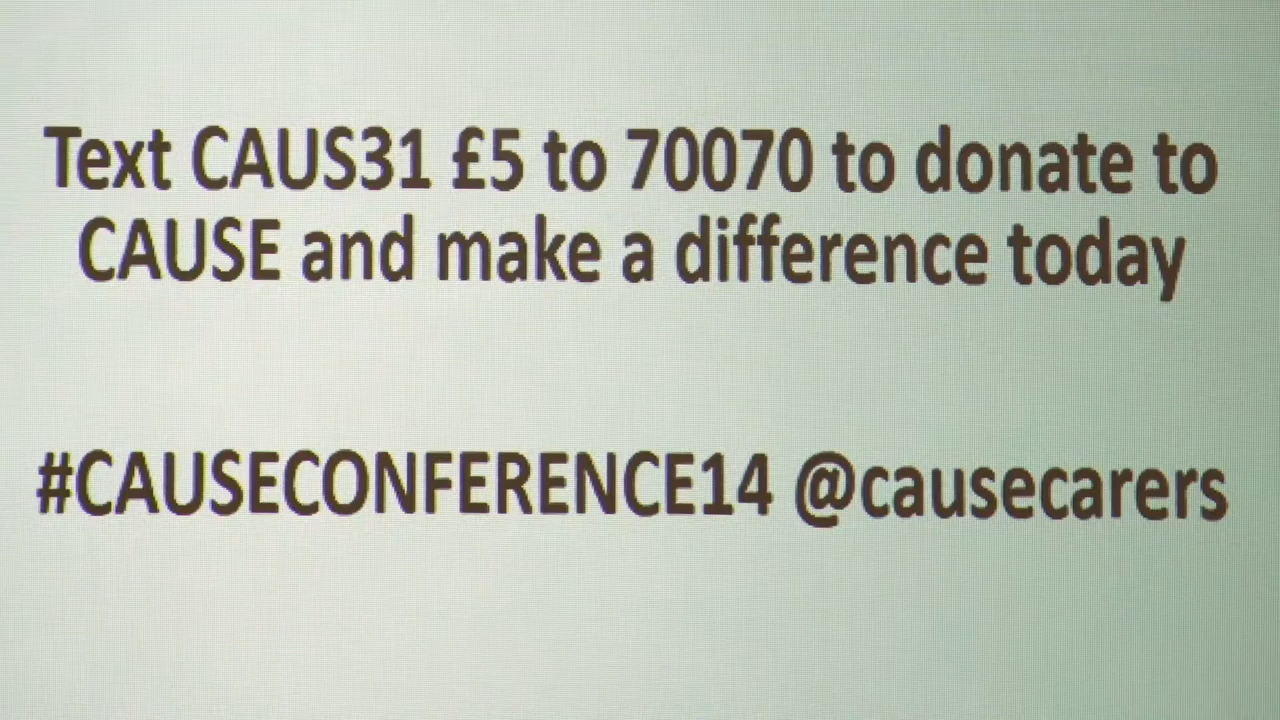 Text CAUS31 £5 to 70070 to donate to
CAUSE and make a difference today
#CAUSECONFERENCE14 @causecarers